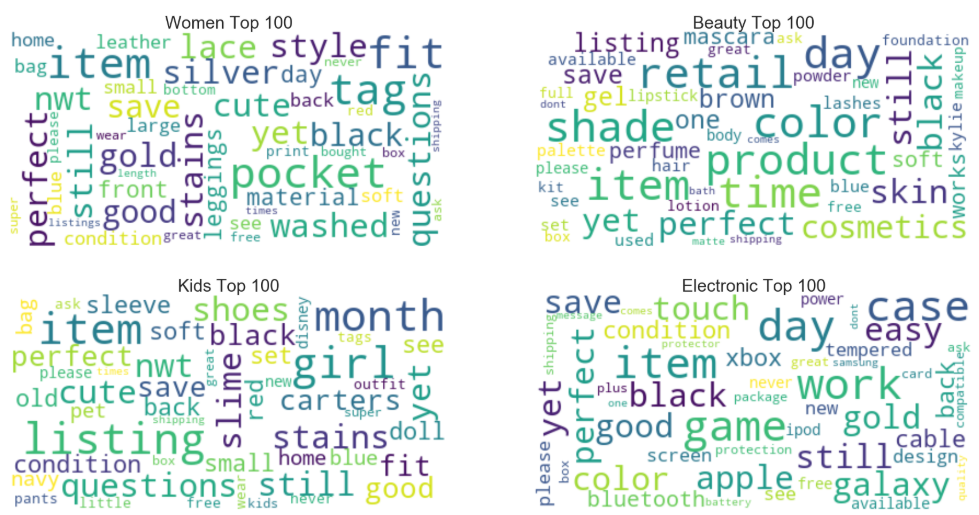 Women Top 100
home
leather
lace
style
fit
never
bag
item
silver
day
tags
small
bottom
nwt
save
cute
back
red
please
wear
large
yet
black
questions
shipping
perfect
still
gold
stains
leggings
print
bought
box
length
pocket
blue
front
material
soft
super
good
times
see
washed
new
ask
listings
condition
great
free
Beauty Top 100
listing
mascara
ask
day
foundation
available
great
still
black
makeup
save
retail
powder
new
full
gel
lipstick
brown
lashes
dont
shade
one
color
body
comes
kylie
palette
perfume
product
soft
works
please
hair
item
bath
time
blue
skin
kit
see
lotion
free
set
yet
perfect
cosmetics
box
used
matte
shipping
Kids Top 100
bag
ask
sleeve
shoes
disney
month
item
soft
black
tags
see
perfect
nwt
slime
great
set
girl
yet
please
times
new
outfit
old
cute
save
red
carters
pet
back
super
shipping
listing
stains
doll
condition
box
small
home
blue
fit
navy
questions
wear
still
good
pants
little
free
kids
never
Electronic Top 100
save
comes
touch
power
dont
case
message
shipping
condition
day
easy
protector
perfect
item
xbox
tempered
ask
great
samsung
back
compatible
yet
plus
black
never
work
card
one
package
new
gold
good
game
ipod
cable
please
box
screen
protection
still
design
color
apple
free
galaxy
quality
bluetooth
battery
see
available